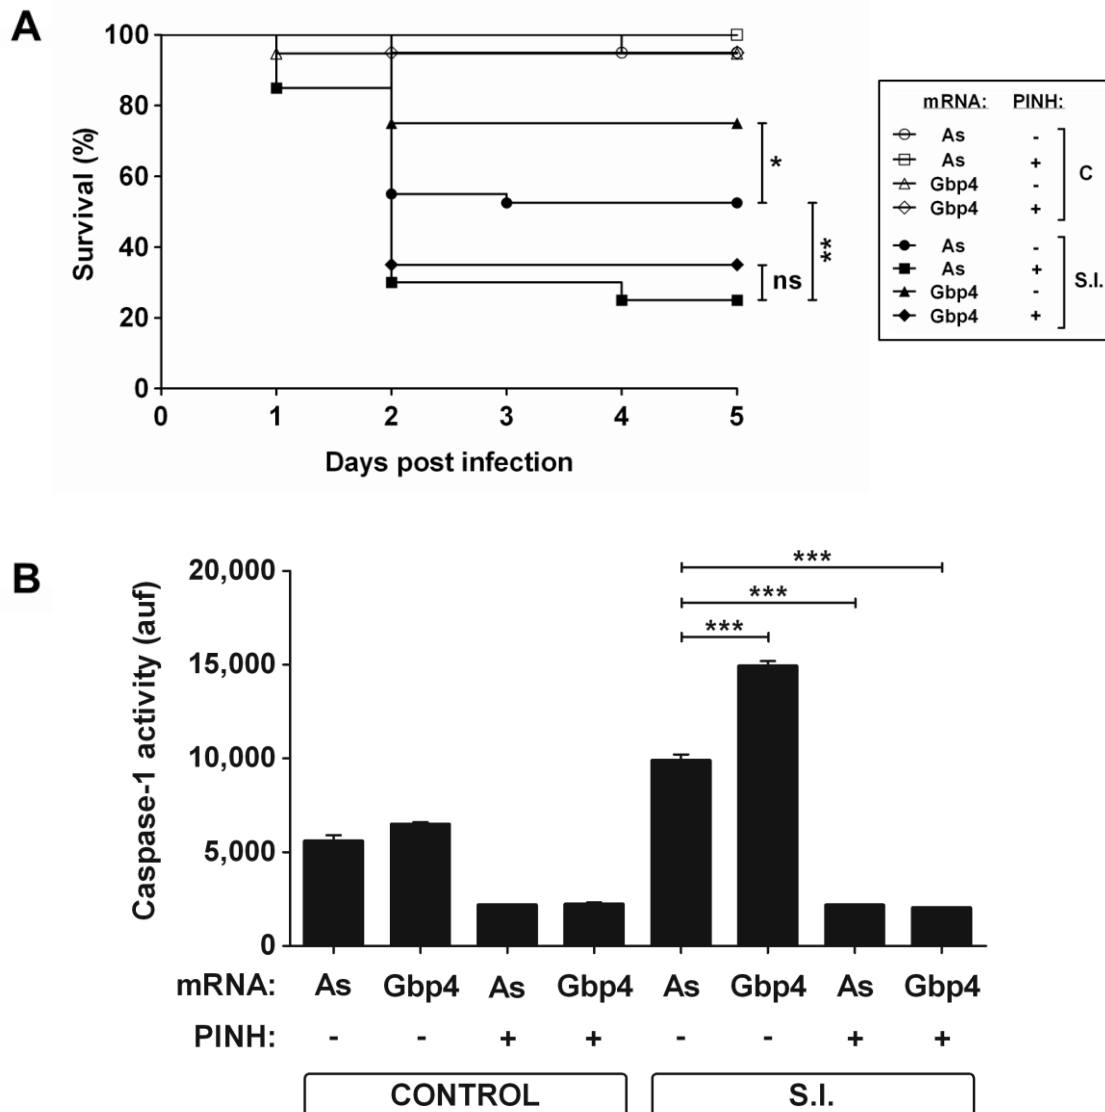 A
100
80
60
40
20
0
Survival (%)
0 1 2 3 4 5
Days post infection
*
**
ns
mRNA: PINH:
As -
As +
Gbp4 -
Gbp4 +
C
As -
As +
Gbp4 -
Gbp4 +
S.I.
B
20,000
15,000
10,000
5,000
0
Caspase-1 activity (auf)
***
***
***
mRNA: As Gbp4 As Gbp4 As Gbp4 As Gbp4
PINH: - - + + - - + +
CONTROL S.I.